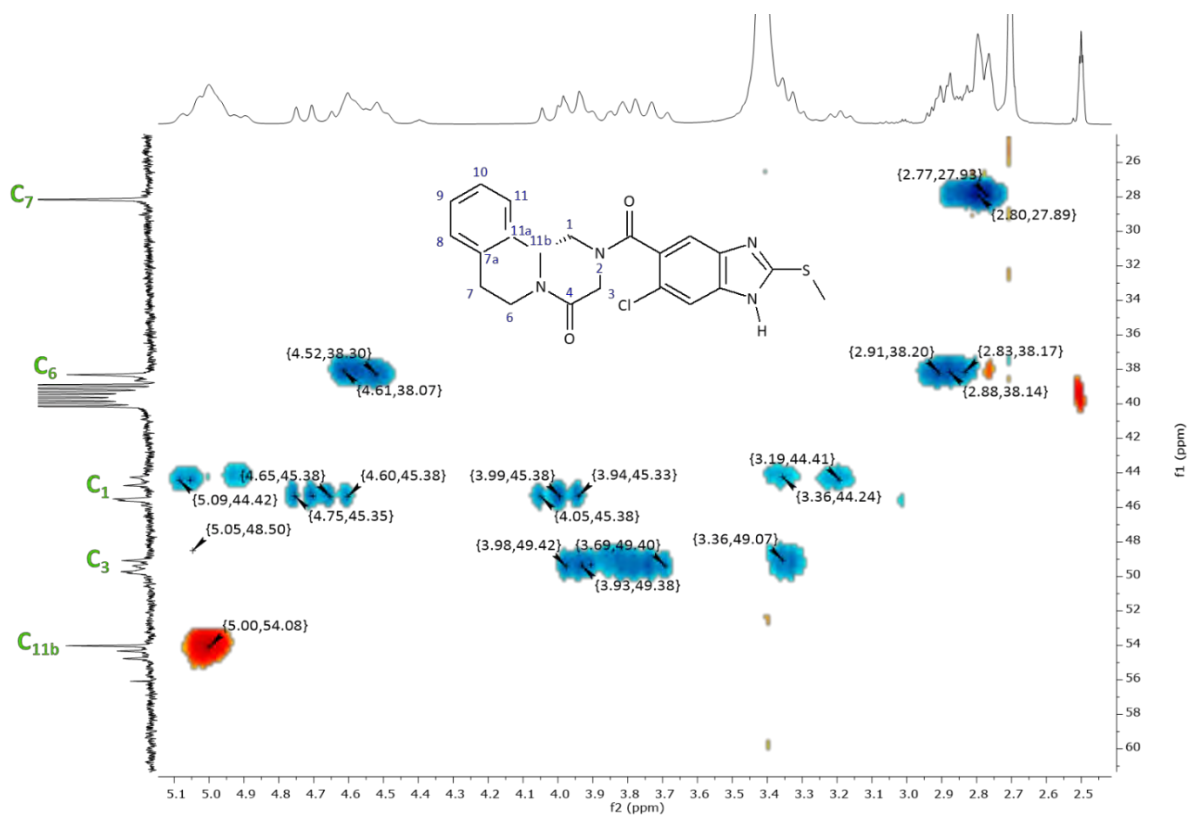 C7
C6
C1
C3
C11b
10
9
11
8
11a
7a
7
6
11b
1
N
2
3
4
N
O
O
Cl
N
N
H
S
{2.77,27.93}
{2.80,27.89}
{4.52,38.30}
{4.61,38.07}
{2.91,38.20}
{2.83,38.17}
{2.88,38.14}
{4.65,45.38}
{4.60,45.38}
{3.99,45.38}
{3.94,45.33}
{3.19,44.41}
{5.09,44.42}
{4.75,45.35}
{4.05,45.38}
{3.36,44.24}
{5.05,48.50}
{3.98,49.42}
{3.69,49.40}
{3.36,49.07}
{3.93,49.38}
{5.00,54.08}
26
28
30
32
34
36
38
40
42
44
46
48
50
52
54
56
58
60
f1 (ppm)
5.1 5.0 4.9 4.8 4.7 4.6 4.5 4.4 4.3 4.2 4.1 4.0 3.9 3.8 3.7 3.6 3.5 3.4 3.3 3.2 3.1 3.0 2.9 2.8 2.7 2.6 2.5
f2 (ppm)